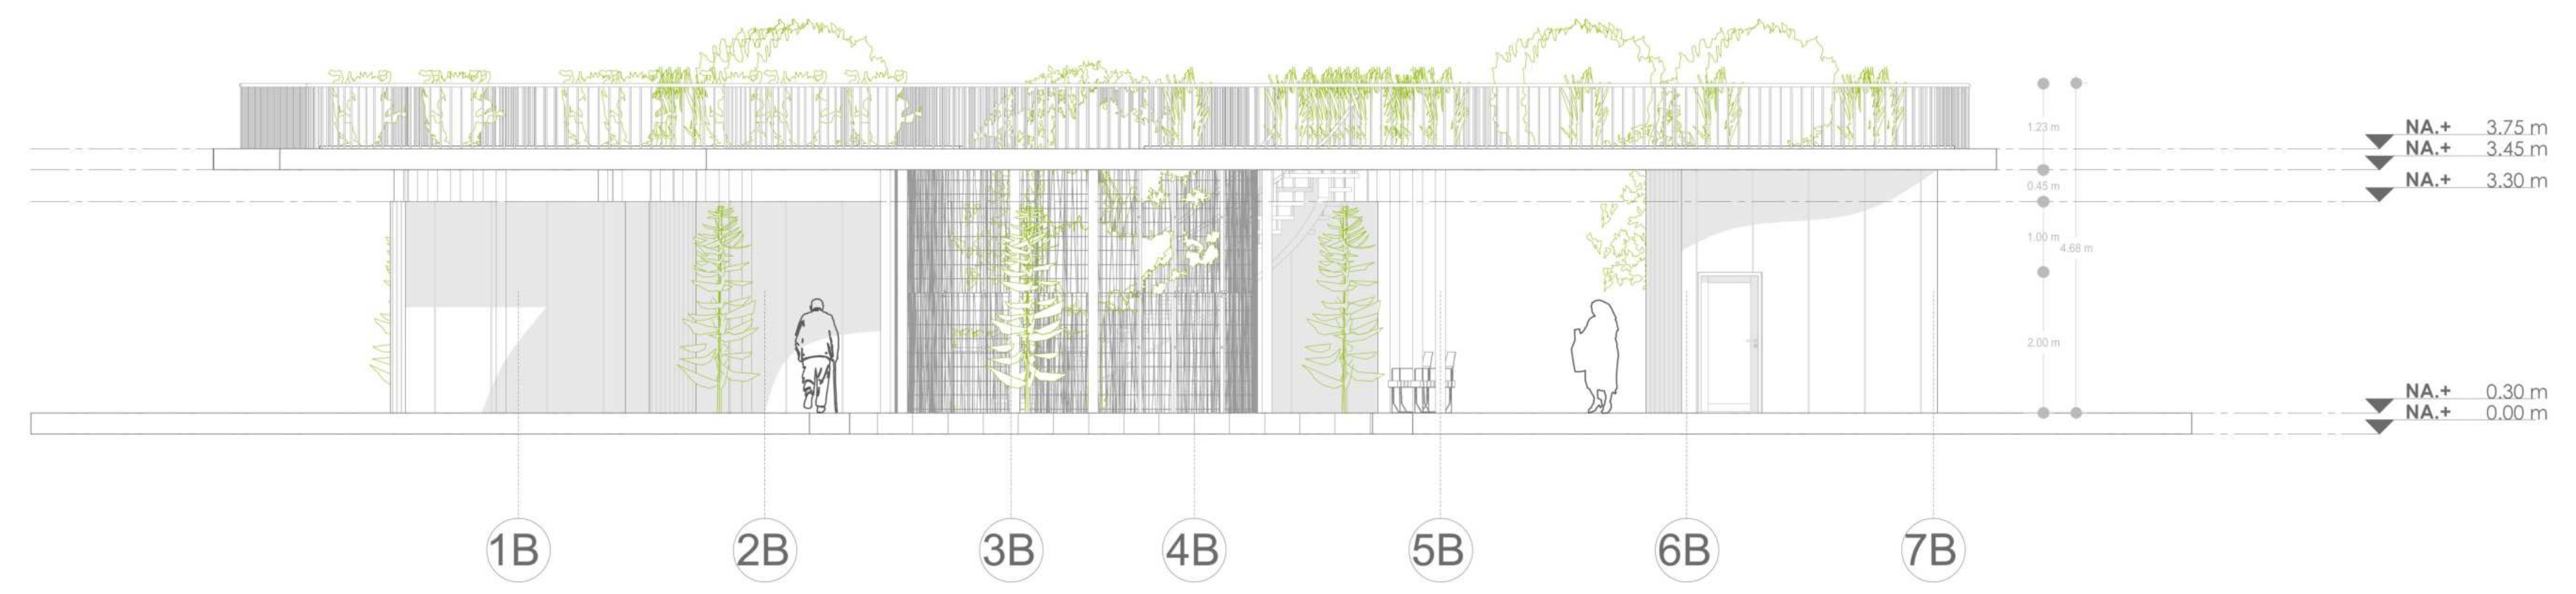 NA.+ 3.75 m
1.23 m
NA.+ 3.45 m
NA.+ 3.30 m
0.45 m
1.00 m
4.68 m
2.00 m
NA.+ 0.30 m
NA.+ 0.00 m
1B 2B 3B 4B 5B 6B 7B